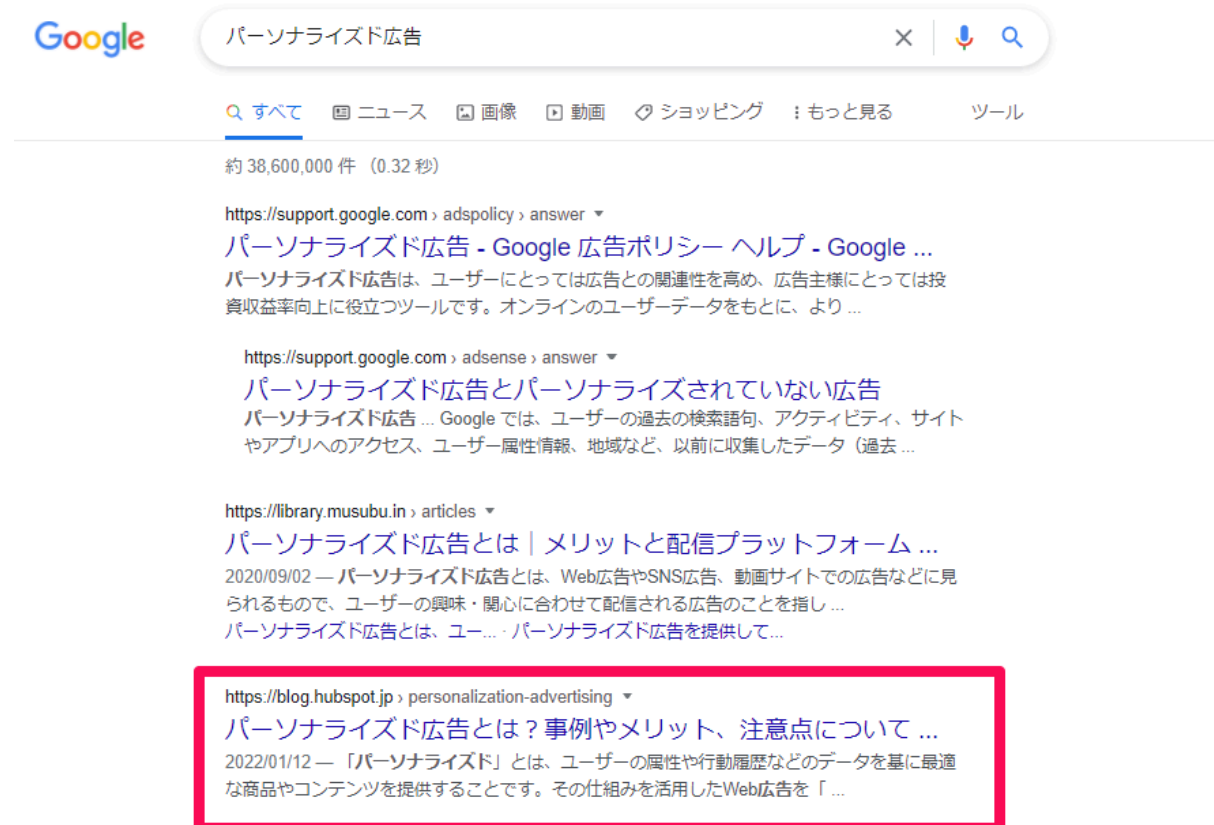 Google
パーソナライズド広告
すべて ニュース 画像 動画 ショッピング もっと見る ツール
約 38,600,000 件 (0.32 秒)
https://support.google.com › adspolicy › answer
パーソナライズド広告 - Google 広告ポリシー ヘルプ - Google ...
パーソナライズド広告は、ユーザーにとっては広告との関連性を高め、広告主様にとっては投
資収益率向上に役立つツールです。オンラインのユーザーデータをもとに、より ...
https://support.google.com › adsense › answer
パーソナライズド広告とパーソナライズされていない広告
パーソナライズド広告 ... Google では、ユーザーの過去の検索語句、アクティビティ、サイト
やアプリへのアクセス、ユーザー属性情報、地域など、以前に収集したデータ（過去 ...
https://library.musubu.in › articles
パーソナライズド広告とは｜メリットと配信プラットフォーム ...
2020/09/02 — パーソナライズド広告とは、Web広告やSNS広告、動画サイトでの広告などに見
られるもので、ユーザーの興味・関心に合わせて配信される広告のことを指し ...
パーソナライズド広告とは、ユー... · パーソナライズド広告を提供して...
https://blog.hubspot.jp › personalization-advertising
パーソナライズド広告とは？事例やメリット、注意点について ...
2022/01/12 — 「パーソナライズド」とは、ユーザーの属性や行動履歴などのデータを基に最適
な商品やコンテンツを提供することです。その仕組みを活用したWeb広告を「 ...